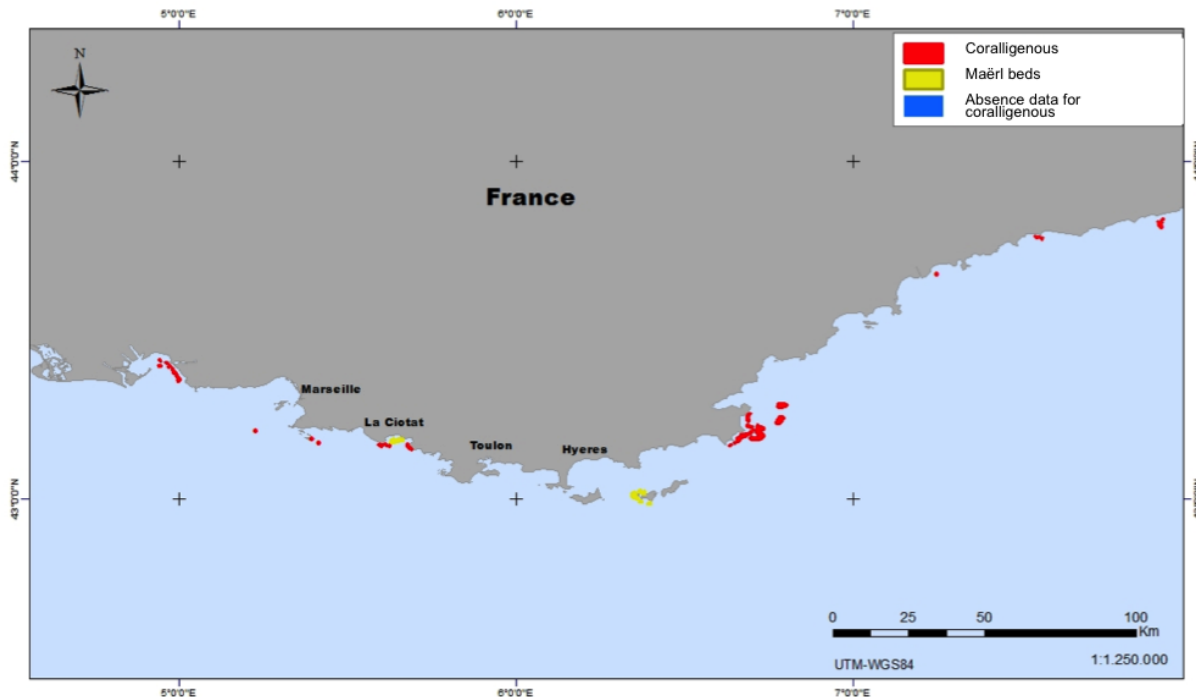 5°0'0"E 6°0'0"E 7°0'0"E
N
Coralligenous
Maërl beds
Absence data for
coralligenous
44°0'0"N
France
Marseille
La Ciotat
Toulon
Hyeres
43°0'0"N
0 25 50 100
Km
UTM-WGS84
1:1.250.000
5°0'0"E 6°0'0"E 7°0'0"E